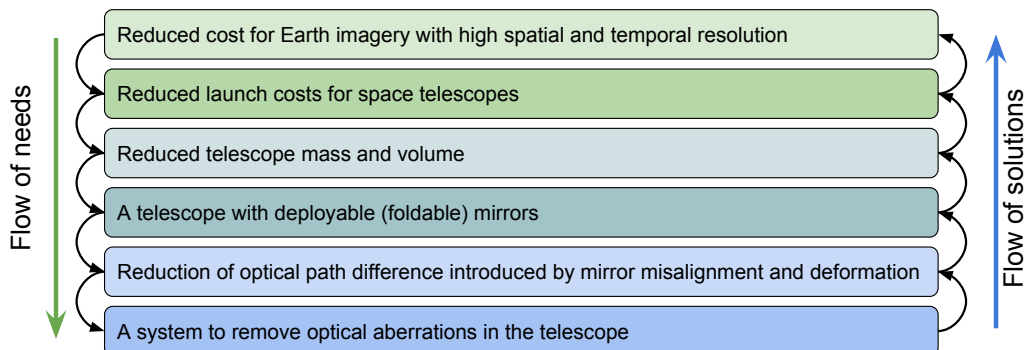 Flow of needs
Reduced cost for Earth imagery with high spatial and temporal resolution
Reduced launch costs for space telescopes
Reduced telescope mass and volume
A telescope with deployable (foldable) mirrors
Reduction of optical path difference introduced by mirror misalignment and deformation
A system to remove optical aberrations in the telescope
Flow of solutions